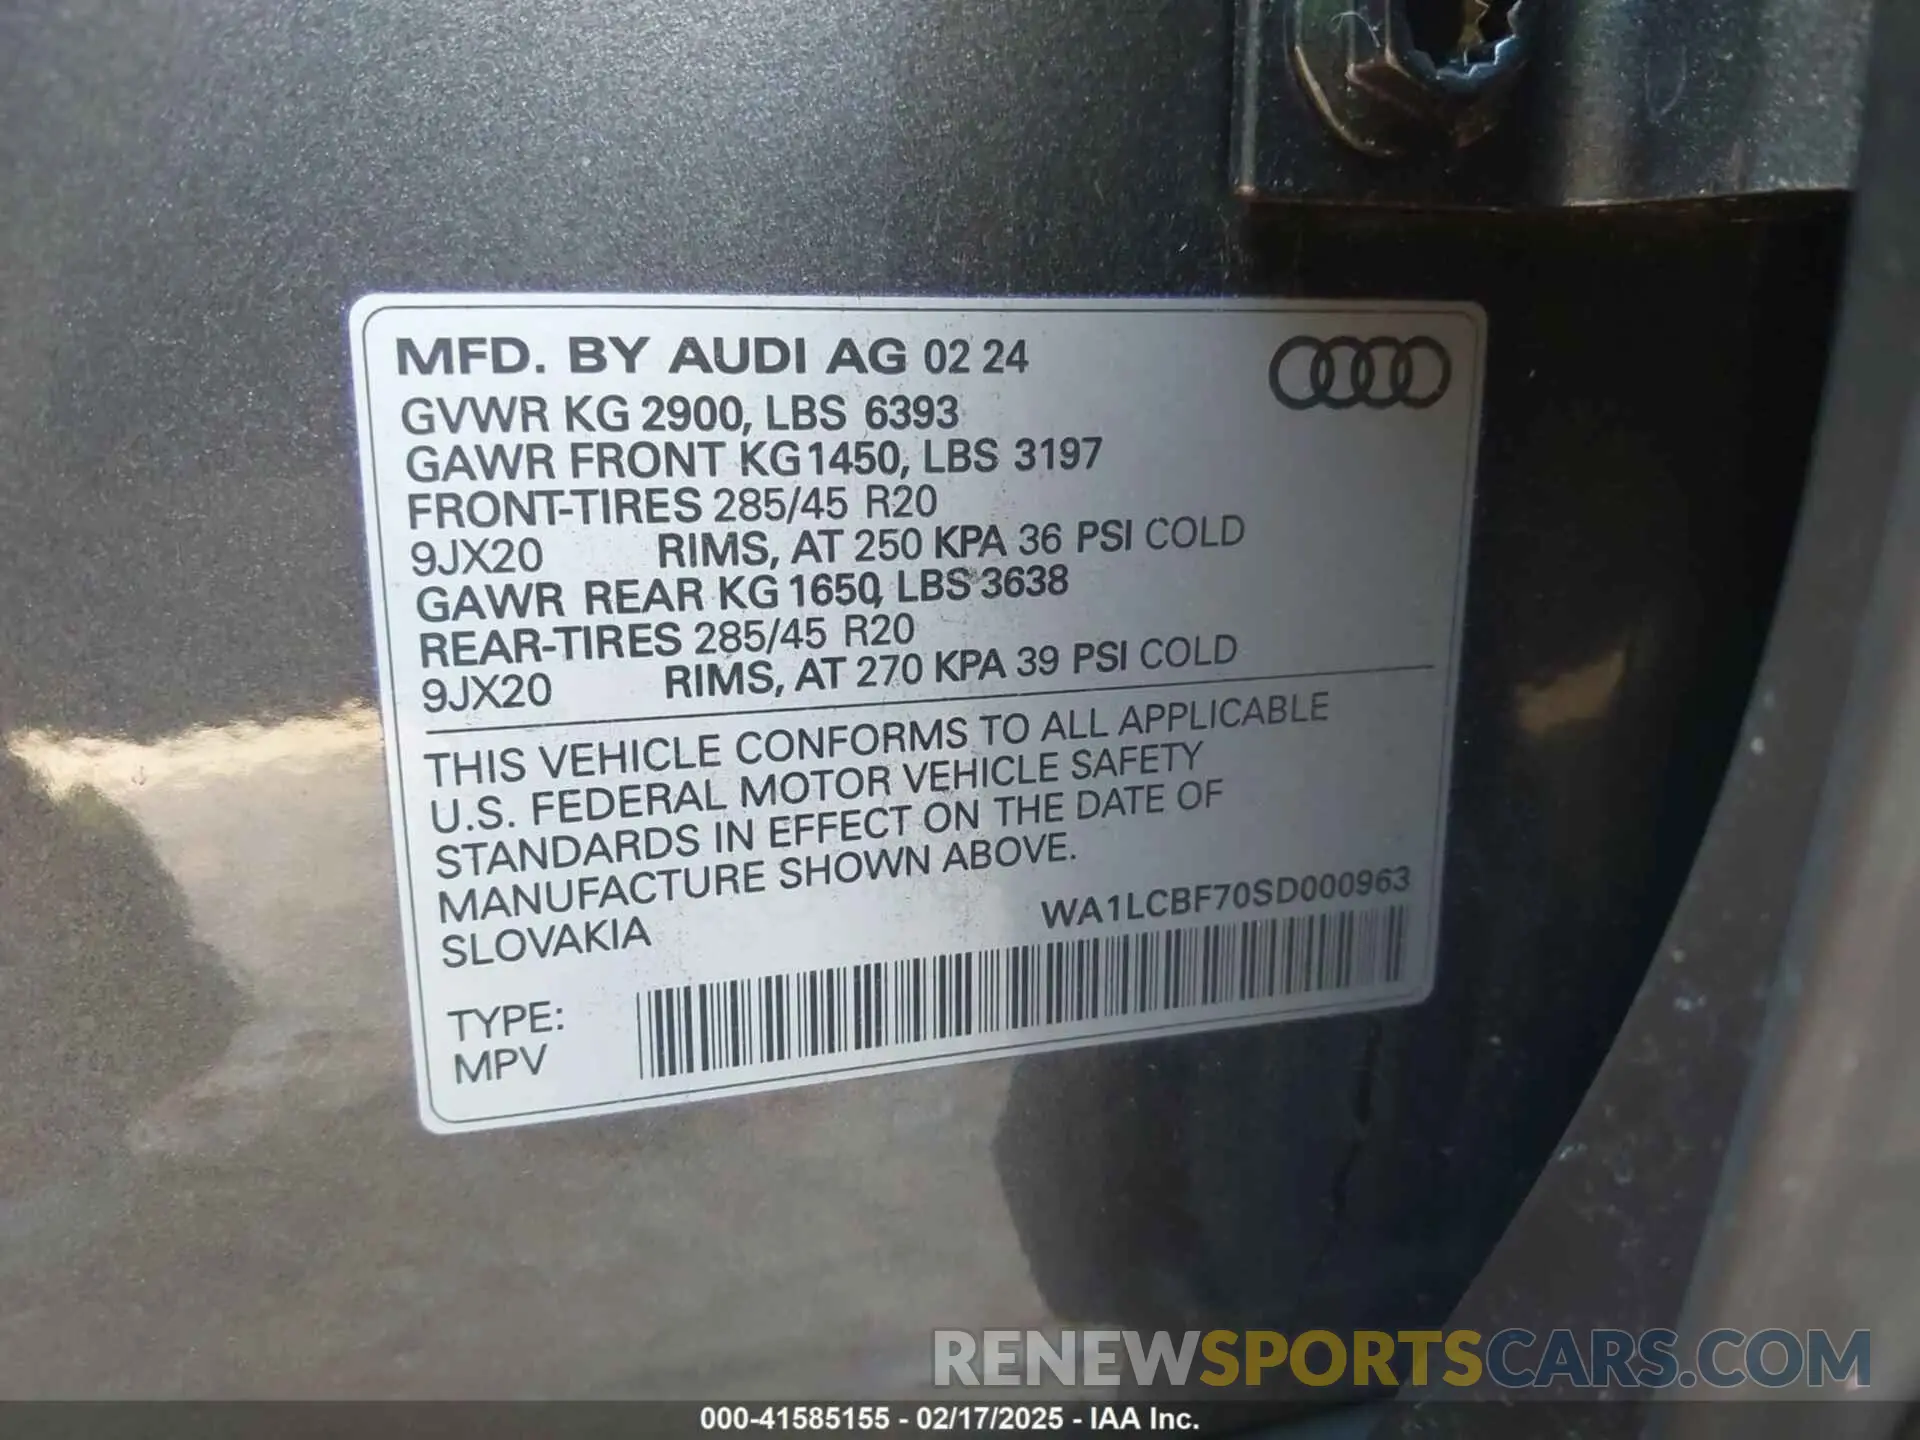 MFD. BY AUDI AG 02 24
GVWR KG 2900, LBS 6393
GAWR FRONT KG 1450, LBS 3197
FRONT-TIRES 285/45 R20
9JX20 RIMS, AT 250 KPA 36 PSI COLD
GAWR REAR KG 1650, LBS 3638
REAR-TIRES 285/45 R20
9JX20 RIMS, AT 270 KPA 39 PSI COLD
THIS VEHICLE CONFORMS TO ALL APPLICABLE
U.S. FEDERAL MOTOR VEHICLE SAFETY
STANDARDS IN EFFECT ON THE DATE OF
MANUFACTURE SHOWN ABOVE.
SLOVAKIA WA1LCBF70SD000963
TYPE:
MPV
RENEWSPORTSCARS.COM
000-41585155 - 02/17/2025 - IAA Inc.